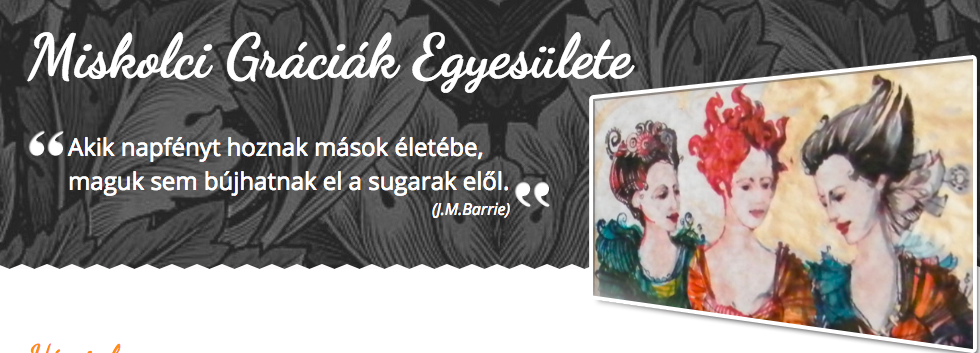 Miskolci Gráciák Egyesülete
“Akik napfényt hoznak mások életébe,
maguk sem bújhatnak el a sugarak elől.”
(J.M.Barrie)